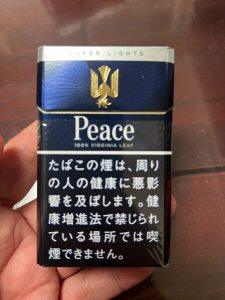 SUPER LIGHTS
Peace
100% VIRGINIA LEAF
たばこの煙は、周り
の人の健康に悪影
響を及ぼします。健
康増進法で禁じられ
ている場所では喫
煙できません。